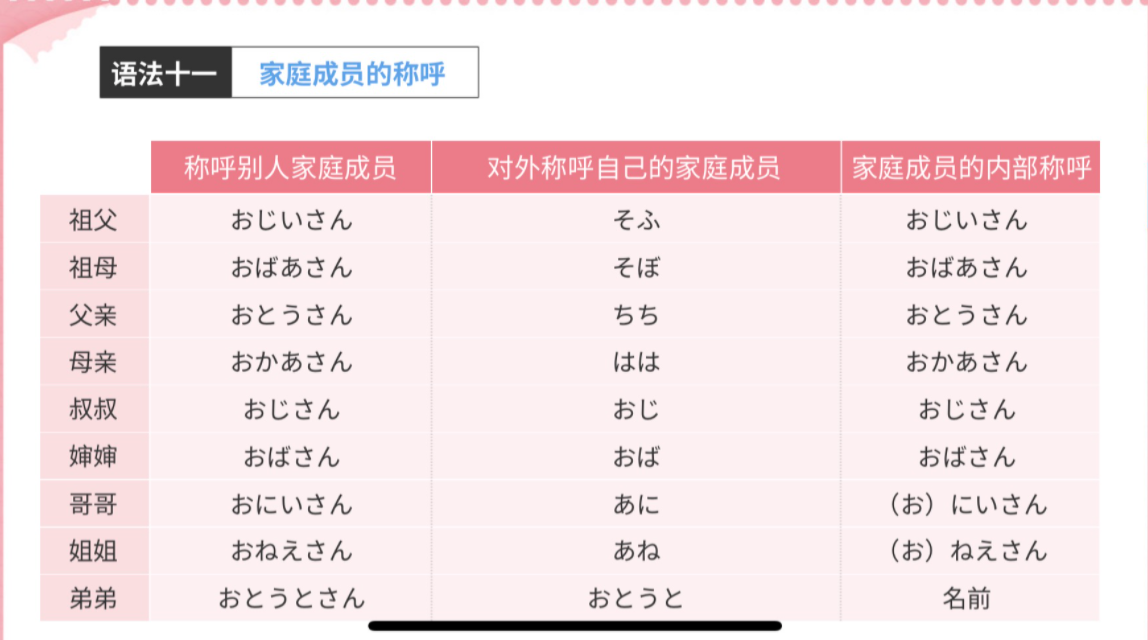 语法十一 家庭成员的称呼
称呼别人家庭成员 对外称呼自己的家庭成员 家庭成员的内部称呼
祖父 おじいさん そふ おじいさん
祖母 おばあさん そぼ おばあさん
父亲 おとうさん ちち おとうさん
母亲 おかあさん はは おかあさん
叔叔 おじさん おじ おじさん
婶婶 おばさん おば おばさん
哥哥 おにいさん あに （お）にいさん
姐姐 おねえさん あね （お）ねえさん
弟弟 おとうとさん おとうと 名前